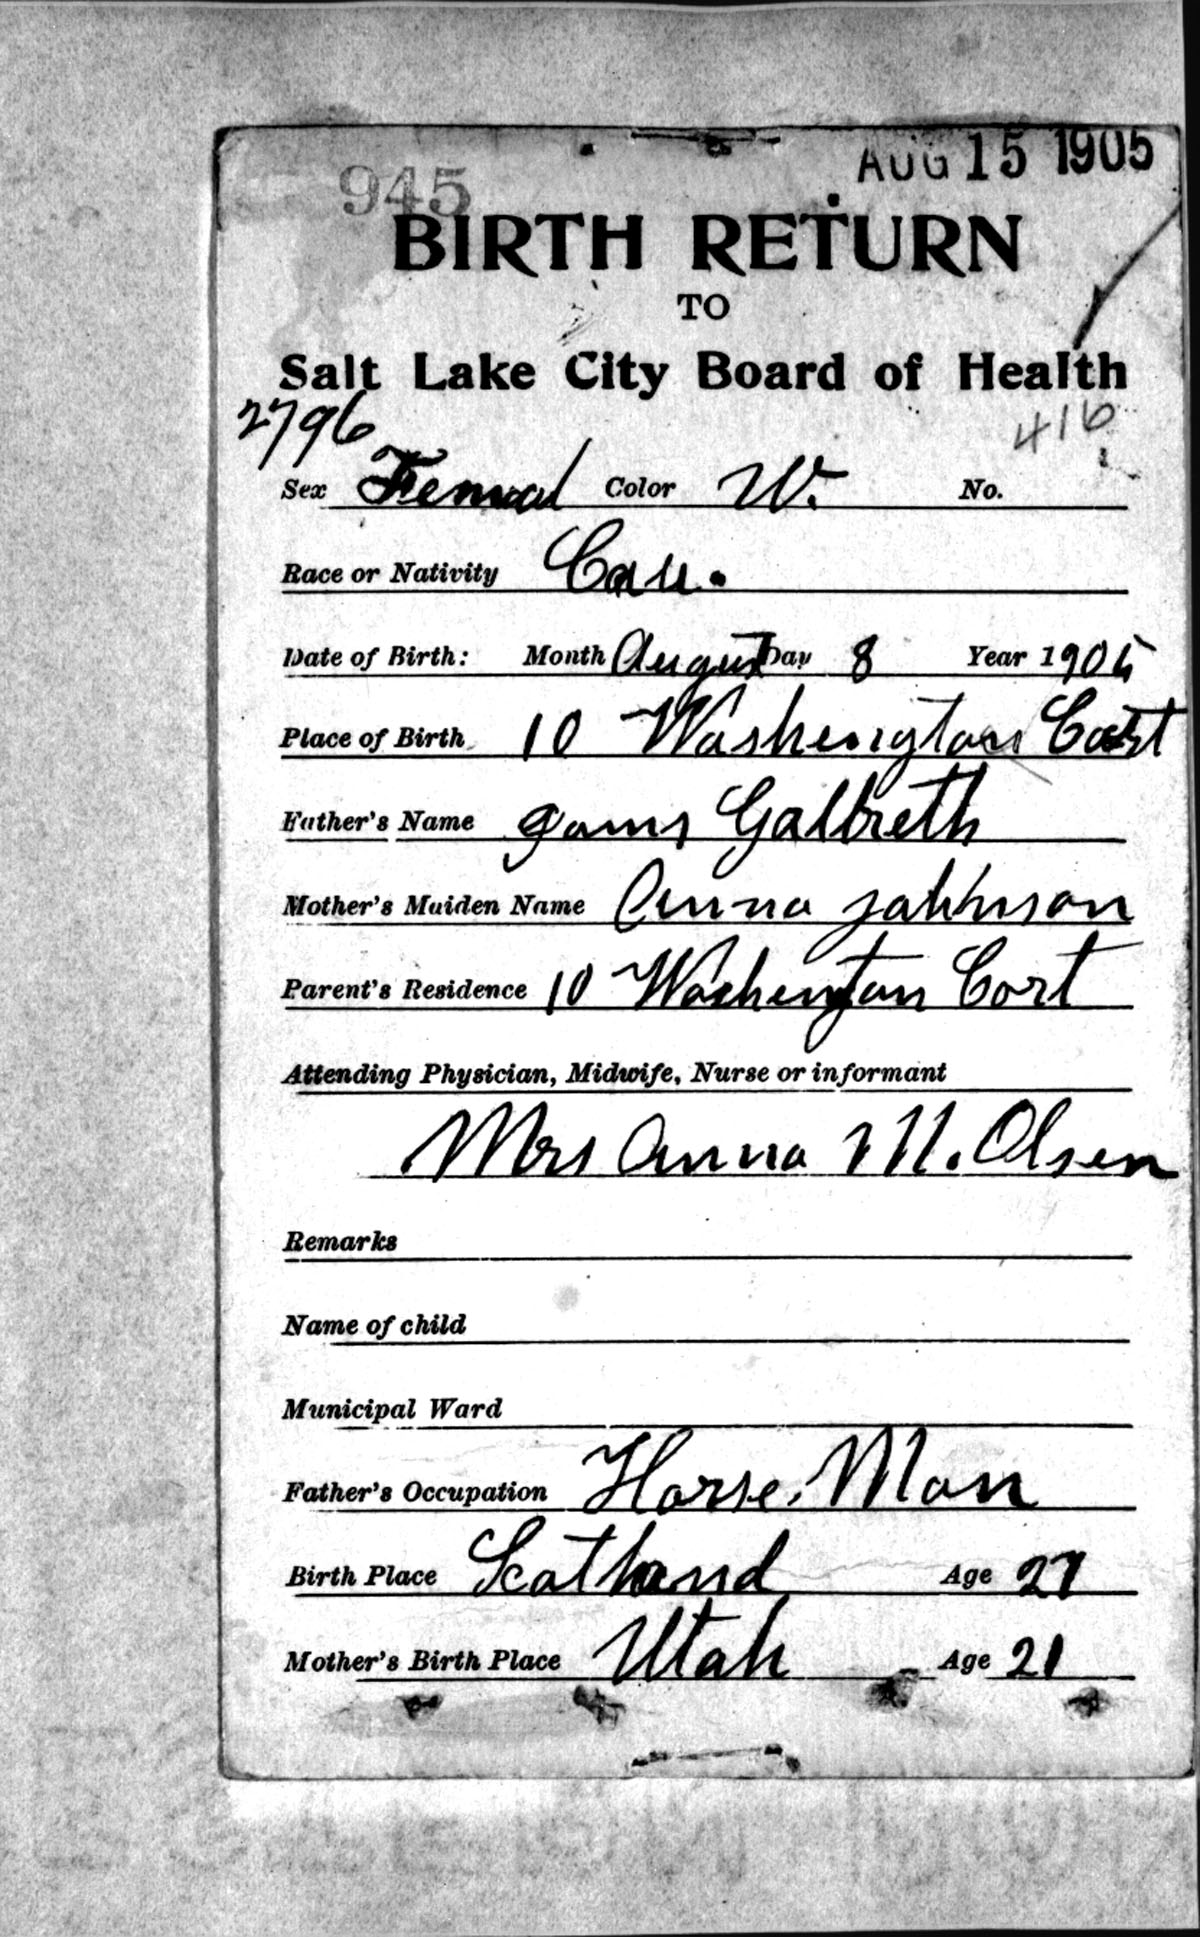 AUG 15 1905
945
BIRTH RETURN
TO
Salt Lake City Board of Health
2796 416
Sex Femal Color W. No.
Race or Nativity Cau.
Date of Birth: Month August Day 8 Year 1905
Place of Birth 10 Washengton Cort
Father's Name Jams Galbreth
Mother's Maiden Name Anna Johnson
Parent's Residence 10 Washengton Cort
Attending Physician, Midwife, Nurse or informant
Mrs Anna M. Olsen
Remarks
Name of child
Municipal Ward
Father's Occupation Horse. Man
Birth Place Scotland Age 27
Mother's Birth Place Utah Age 21